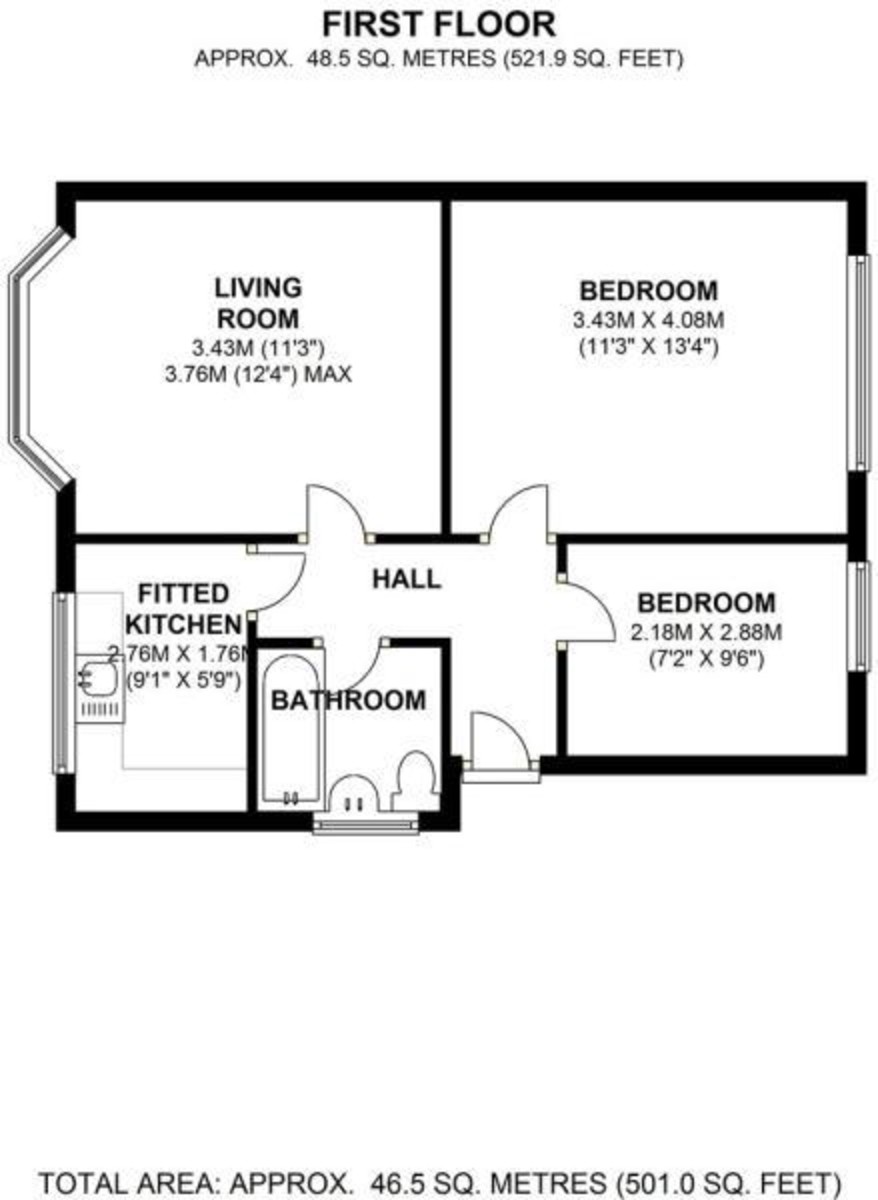 FIRST FLOOR
APPROX. 48.5 SQ. METRES (521.9 SQ. FEET)
LIVING
ROOM
3.43M (11'3")
3.76M (12'4") MAX
BEDROOM
3.43M X 4.08M
(11'3" X 13'4")
HALL
FITTED
KITCHEN
2.76M X 1.76M
(9'1" X 5'9")
BEDROOM
2.18M X 2.88M
(7'2" X 9'6")
BATHROOM
TOTAL AREA: APPROX. 46.5 SQ. METRES (501.0 SQ. FEET)